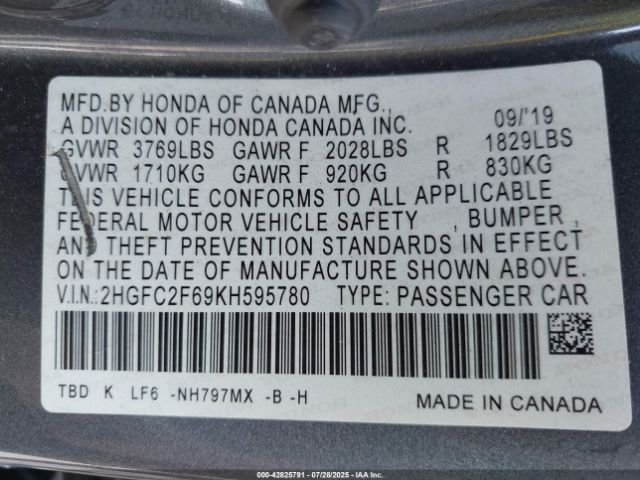 MFD.BY HONDA OF CANADA MFG.,
A DIVISION OF HONDA CANADA INC. 09/'19
GVWR 3769LBS GAWR F 2028LBS R 1829LBS
GVWR 1710KG GAWR F 920KG R 830KG
THIS VEHICLE CONFORMS TO ALL APPLICABLE
FEDERAL MOTOR VEHICLE SAFETY , BUMPER ,
AND THEFT PREVENTION STANDARDS IN EFFECT
ON THE DATE OF MANUFACTURE SHOWN ABOVE.
V.I.N.:2HGFC2F69KH595780 TYPE: PASSENGER CAR
TBD K LF6 -NH797MX -B -H MADE IN CANADA
000-42825791 07/28/2025 IAA Inc.